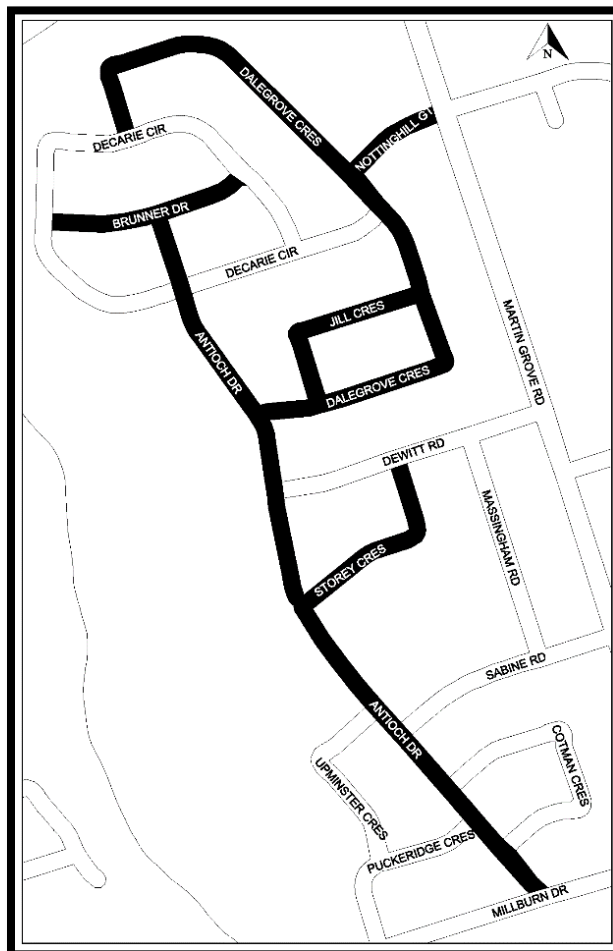 N
DALEGROVE CRES
NOTTINGHILL GT
DECARIE CIR
BRUNNER DR
DECARIE CIR
JILL CRES
MARTIN GROVE RD
ANTIOCH DR
DALEGROVE CRES
DEWITT RD
MASSINGHAM RD
STOREY CRES
SABINE RD
ANTIOCH DR
COTMAN CRES
UPMINSTER CRES
PUCKERIDGE CRES
MILLBURN DR